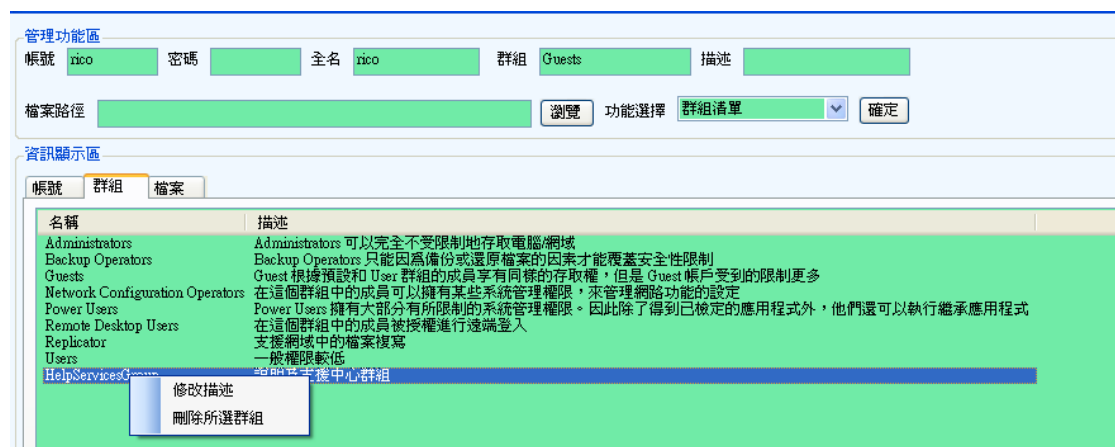 管理功能區
帳號 rico 密碼 全名 rico 群組 Guests 描述
檔案路徑 瀏覽 功能選擇 群組清單 確定
資訊顯示區
帳號 群組 檔案
名稱 描述
Administrators Administrators 可以完全不受限制地存取電腦/網域
Backup Operators Backup Operators 只能因為備份或還原檔案的因素才能覆蓋安全性限制
Guests Guest 根據預設和 User 群組的成員享有同樣的存取權，但是 Guest 帳戶受到的限制更多
Network Configuration Operators 在這個群組中的成員可以擁有某些系統管理權限，來管理網路功能的設定
Power Users Power Users 擁有大部分有所限制的系統管理權限。因此除了得到已檢定的應用程式外，他們還可以執行繼承應用程式
Remote Desktop Users 在這個群組中的成員被授權進行遠端登入
Replicator 支援網域中的檔案複寫
Users 一般權限較低
HelpServicesGroup 說明及支援中心群組
修改描述
刪除所選群組